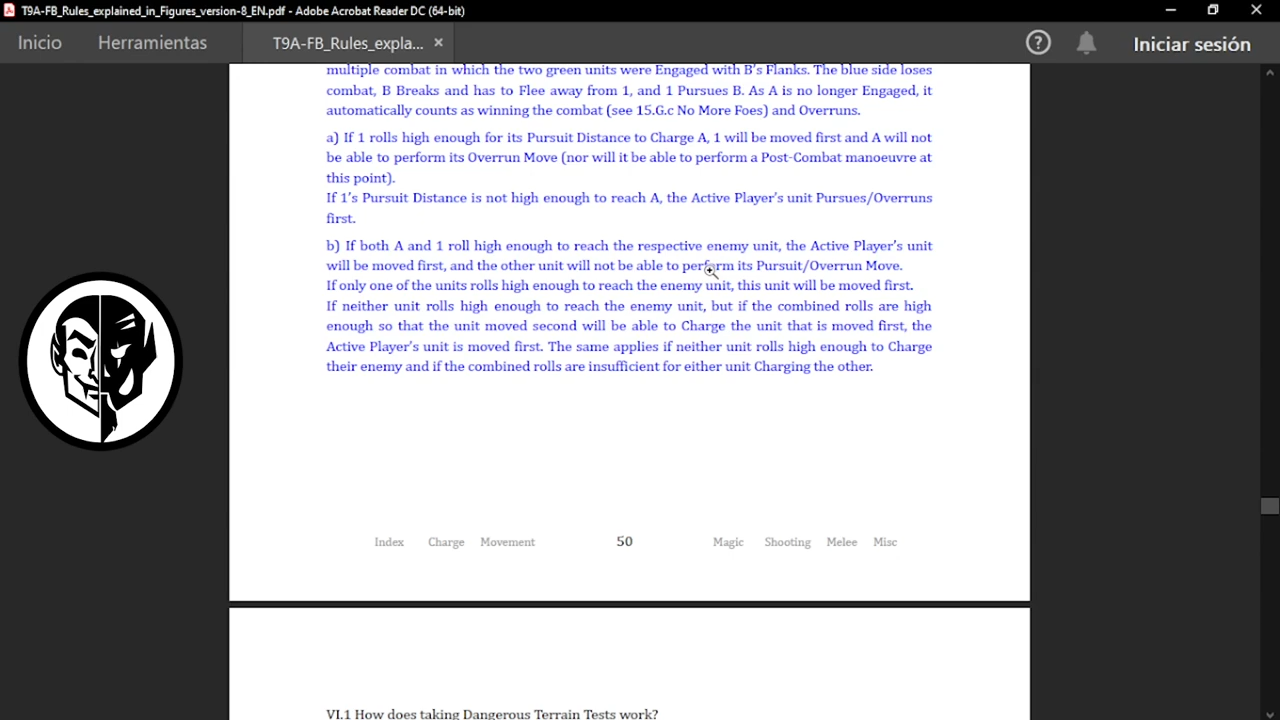 T9A-FB_Rules_explained_in_Figures_version-8_EN.pdf - Adobe Acrobat Reader DC (64-bit)
Inicio Herramientas T9A-FB_Rules_expla... Iniciar sesión
multiple combat in which the two green units were Engaged with B's Flanks. The blue side loses
combat, B Breaks and has to Flee away from 1, and 1 Pursues B. As A is no longer Engaged, it
automatically counts as winning the combat (see 15.G.c No More Foes) and Overruns.
a) If 1 rolls high enough for its Pursuit Distance to Charge A, 1 will be moved first and A will not
be able to perform its Overrun Move (nor will it be able to perform a Post-Combat manoeuvre at
this point).
If 1's Pursuit Distance is not high enough to reach A, the Active Player's unit Pursues/Overruns
first.
b) If both A and 1 roll high enough to reach the respective enemy unit, the Active Player's unit
will be moved first, and the other unit will not be able to perform its Pursuit/Overrun Move.
If only one of the units rolls high enough to reach the enemy unit, this unit will be moved first.
If neither unit rolls high enough to reach the enemy unit, but if the combined rolls are high
enough so that the unit moved second will be able to Charge the unit that is moved first, the
Active Player's unit is moved first. The same applies if neither unit rolls high enough to Charge
their enemy and if the combined rolls are insufficient for either unit Charging the other.
Index Charge Movement 50 Magic Shooting Melee Misc
VI.1 How does taking Dangerous Terrain Tests work?